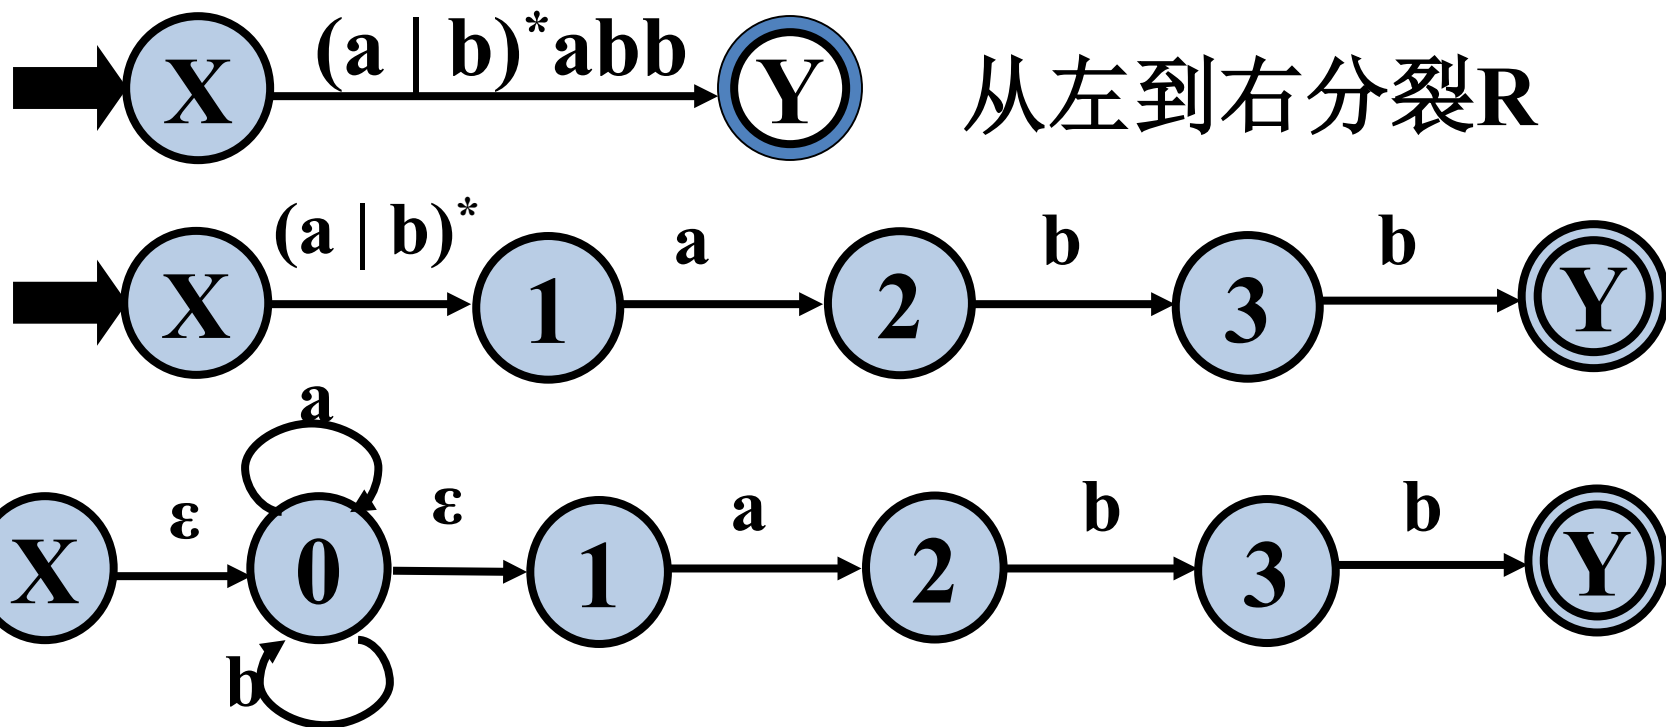 X (a | b)*abb Y 从左到右分裂R
(a | b)* a b b
X 1 2 3 Y
a
ε ε a b b
X 0 1 2 3 Y
b